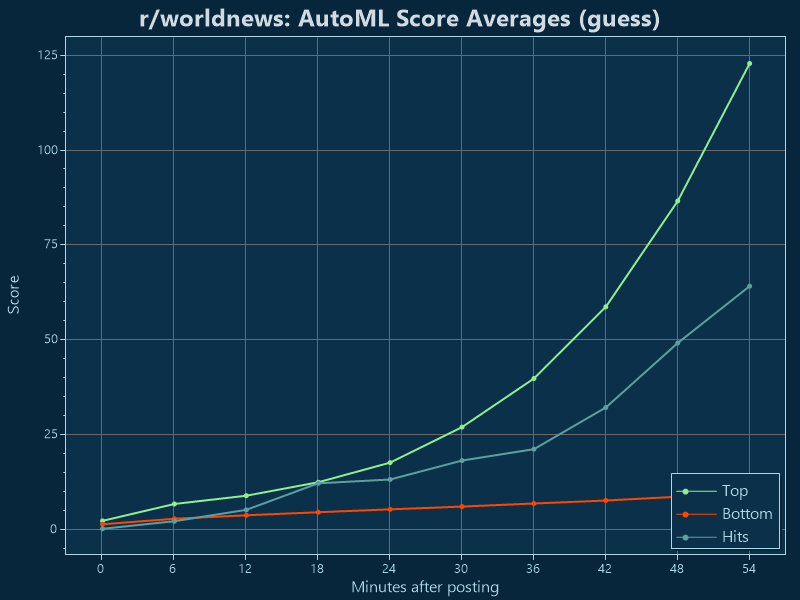 r/worldnews: AutoML Score Averages (guess)
125
100
75
50
25
0
Score
0 6 12 18 24 30 36 42 48 54
Minutes after posting
Top
Bottom
Hits